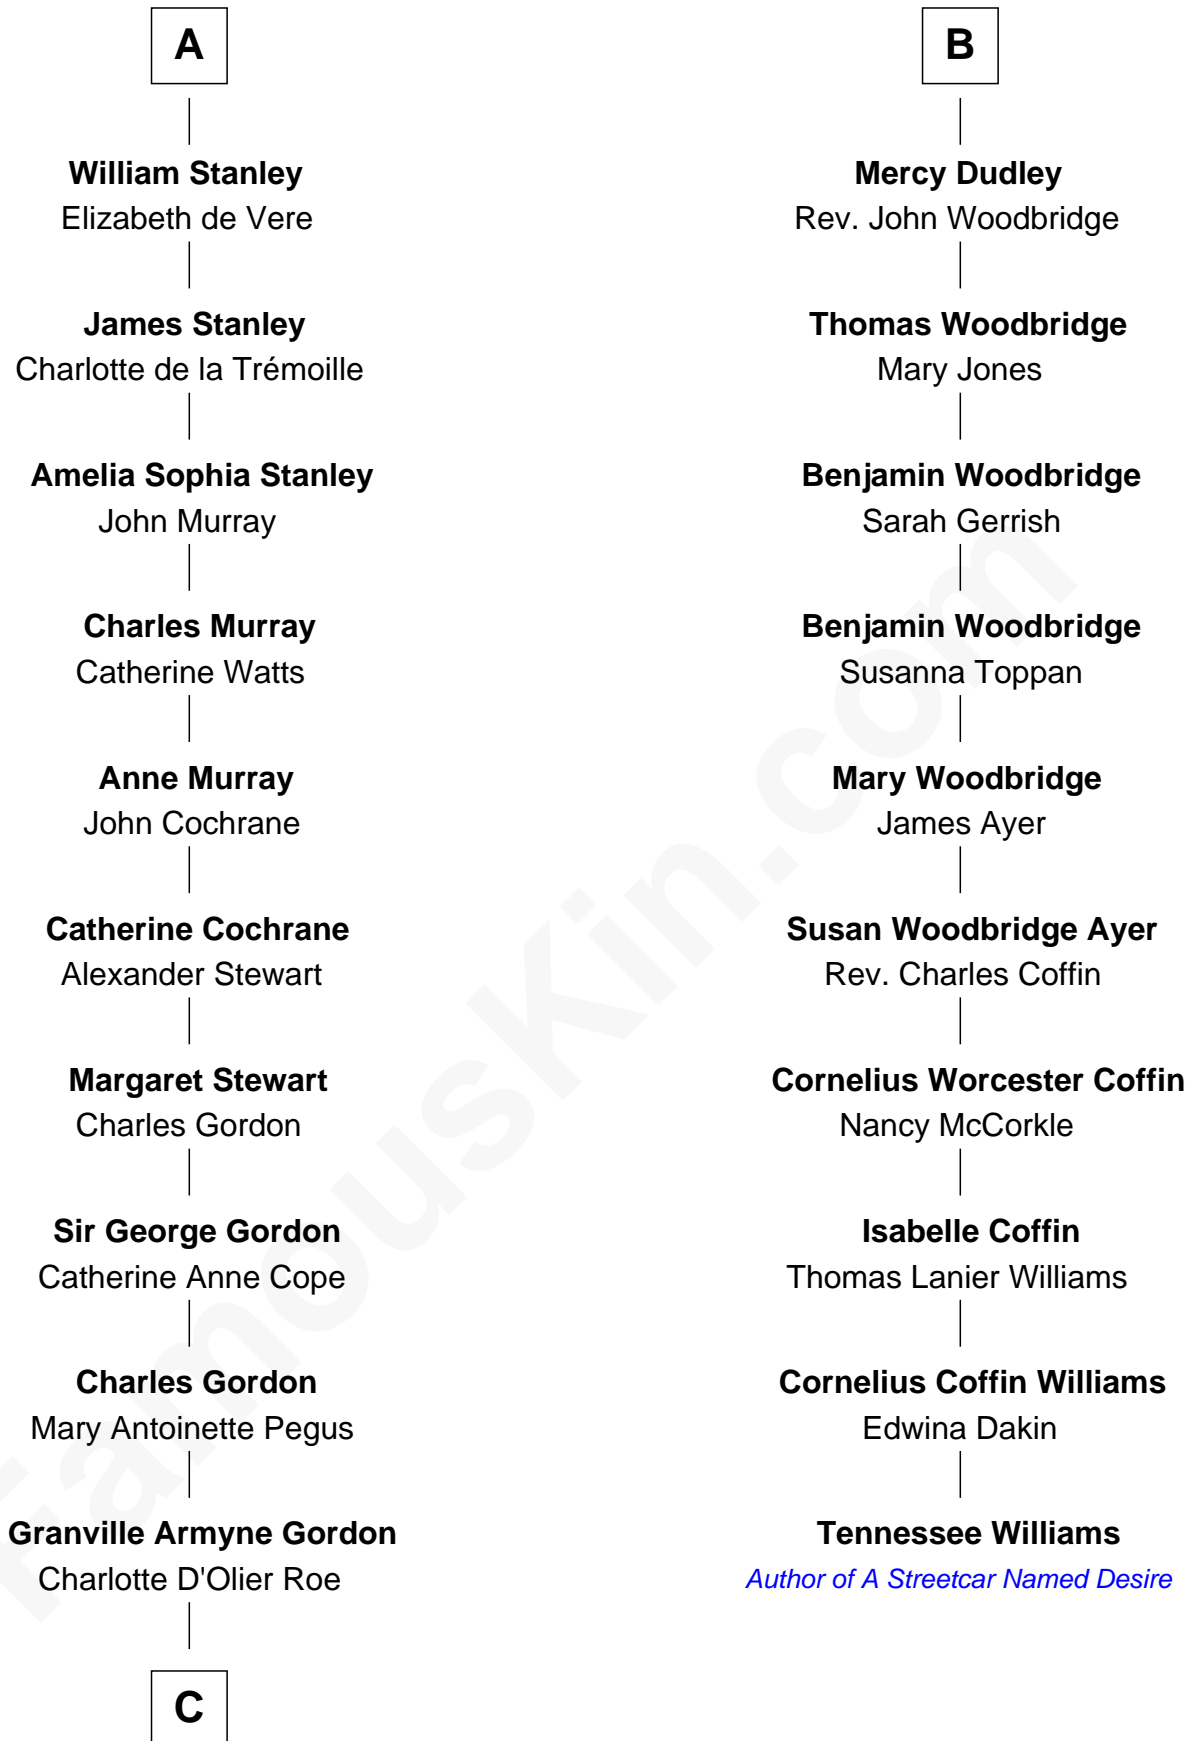 A
William Stanley
Elizabeth de Vere
James Stanley
Charlotte de la Trémoille
Amelia Sophia Stanley
John Murray
Charles Murray
Catherine Watts
Anne Murray
John Cochrane
Catherine Cochrane
Alexander Stewart
Margaret Stewart
Charles Gordon
Sir George Gordon
Catherine Anne Cope
Charles Gordon
Mary Antoinette Pegus
Granville Armyne Gordon
Charlotte D'Olier Roe
C
B
Mercy Dudley
Rev. John Woodbridge
Thomas Woodbridge
Mary Jones
Benjamin Woodbridge
Sarah Gerrish
Benjamin Woodbridge
Susanna Toppan
Mary Woodbridge
James Ayer
Susan Woodbridge Ayer
Rev. Charles Coffin
Cornelius Worcester Coffin
Nancy McCorkle
Isabelle Coffin
Thomas Lanier Williams
Cornelius Coffin Williams
Edwina Dakin
Tennessee Williams
Author of A Streetcar Named Desire
FamousKin.com